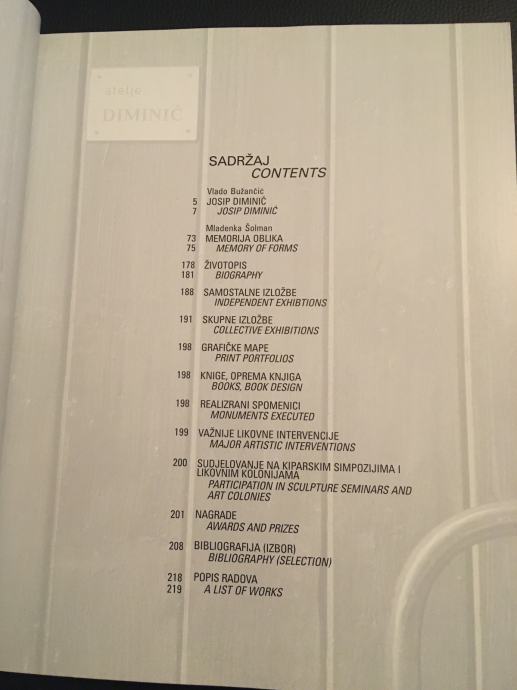 atelje
DIMINIĆ
SADRŽAJ
CONTENTS
Vlado Bužančić
5 JOSIP DIMINIĆ
7 JOSIP DIMINIĆ
Mladenka Šolman
73 MEMORIJA OBLIKA
75 MEMORY OF FORMS
178 ŽIVOTOPIS
181 BIOGRAPHY
188 SAMOSTALNE IZLOŽBE
INDEPENDENT EXHIBTIONS
191 SKUPNE IZLOŽBE
COLLECTIVE EXHIBITIONS
198 GRAFIČKE MAPE
PRINT PORTFOLIOS
198 KNIGE, OPREMA KNJIGA
BOOKS, BOOK DESIGN
198 REALIZRANI SPOMENICI
MONUMENTS EXECUTED
199 VAŽNIJE LIKOVNE INTERVENCIJE
MAJOR ARTISTIC INTERVENTIONS
200 SUDJELOVANJE NA KIPARSKIM SIMPOZIJIMA I
LIKOVNIM KOLONIJAMA
PARTICIPATION IN SCULPTURE SEMINARS AND
ART COLONIES
201 NAGRADE
AWARDS AND PRIZES
208 BIBLIOGRAFIJA (IZBOR)
BIBLIOGRAPHY (SELECTION)
218 POPIS RADOVA
219 A LIST OF WORKS